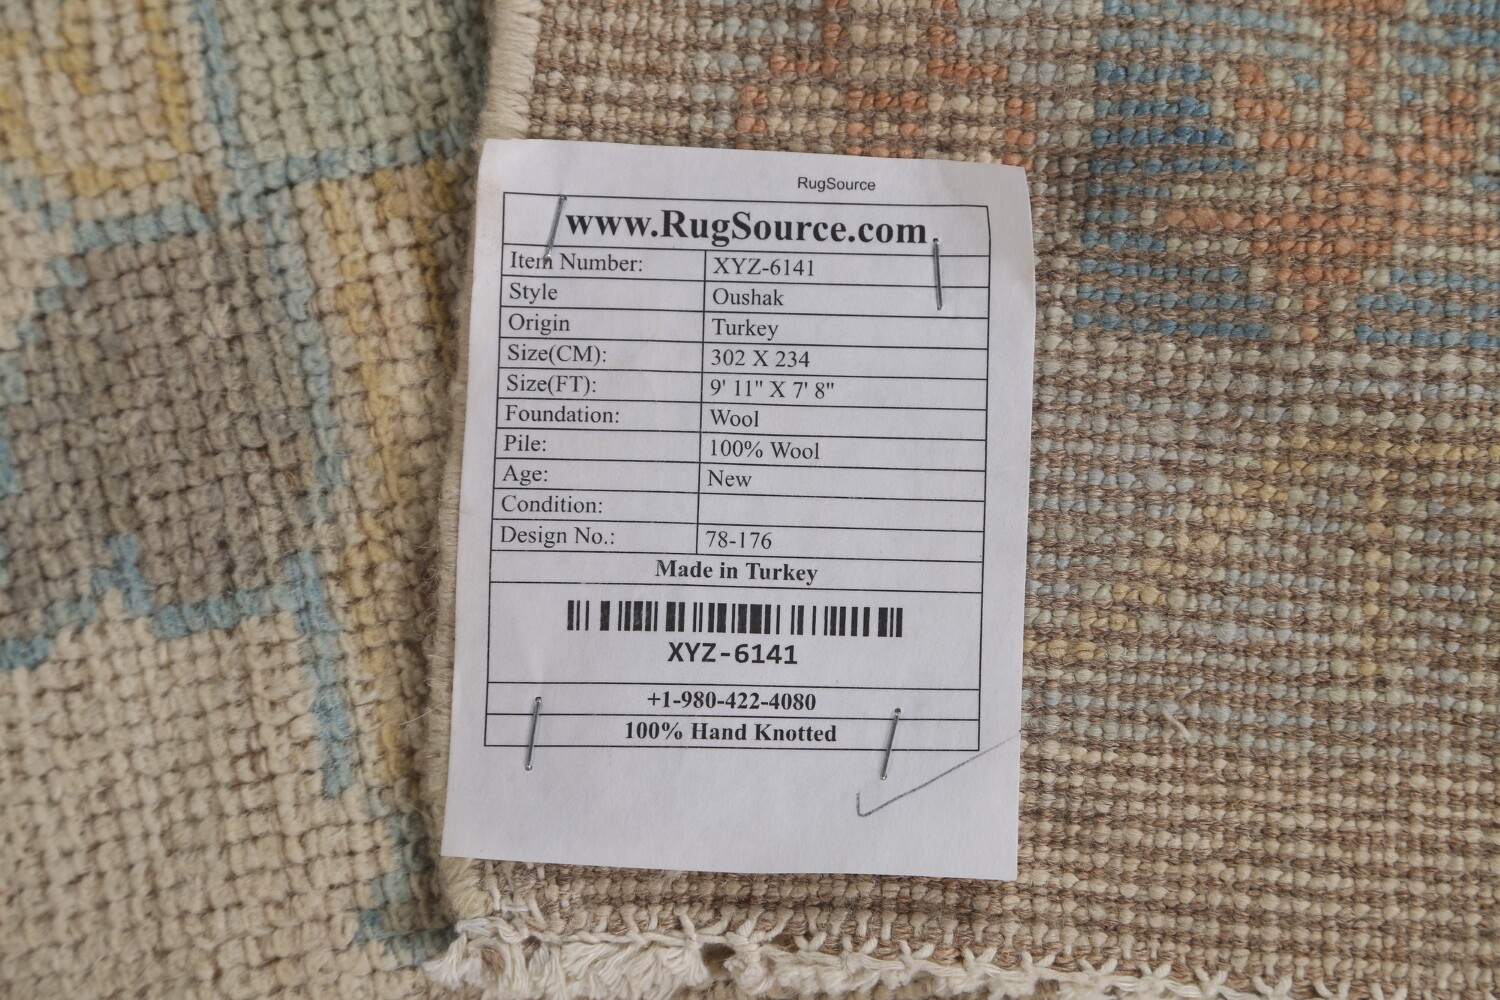 RugSource
www.RugSource.com
Item Number: XYZ-6141
Style Oushak
Origin Turkey
Size(CM): 302 X 234
Size(FT): 9' 11" X 7' 8"
Foundation: Wool
Pile: 100% Wool
Age: New
Condition:
Design No.: 78-176
Made in Turkey
XYZ-6141
+1-980-422-4080
100% Hand Knotted